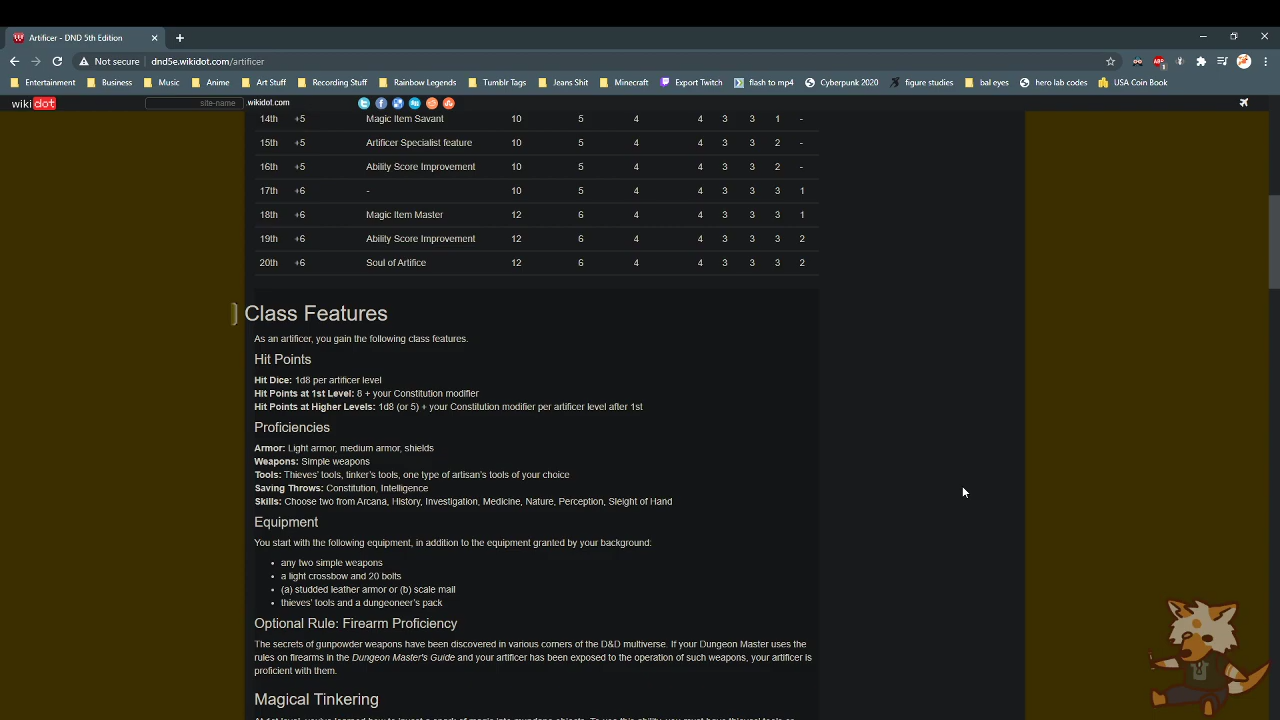 Artificer - DND 5th Edition
Not secure dnd5e.wikidot.com/artificer
Entertainment Business Music Anime Art Stuff Recording Stuff Rainbow Legends Tumblr Tags Jeans Shit Minecraft Export Twitch flash to mp4 Cyberpunk 2020 figure studies bal eyes hero lab codes USA Coin Book
wikidot site-name .wikidot.com
14th +5 Magic Item Savant 10 5 4 4 3 3 1 -
15th +5 Artificer Specialist feature 10 5 4 4 3 3 2 -
16th +5 Ability Score Improvement 10 5 4 4 3 3 2 -
17th +6 - 10 5 4 4 3 3 3 1
18th +6 Magic Item Master 12 6 4 4 3 3 3 1
19th +6 Ability Score Improvement 12 6 4 4 3 3 3 2
20th +6 Soul of Artifice 12 6 4 4 3 3 3 2
Class Features
As an artificer, you gain the following class features.
Hit Points
Hit Dice: 1d8 per artificer level
Hit Points at 1st Level: 8 + your Constitution modifier
Hit Points at Higher Levels: 1d8 (or 5) + your Constitution modifier per artificer level after 1st
Proficiencies
Armor: Light armor, medium armor, shields
Weapons: Simple weapons
Tools: Thieves' tools, tinker's tools, one type of artisan's tools of your choice
Saving Throws: Constitution, Intelligence
Skills: Choose two from Arcana, History, Investigation, Medicine, Nature, Perception, Sleight of Hand
Equipment
You start with the following equipment, in addition to the equipment granted by your background:
• any two simple weapons
• a light crossbow and 20 bolts
• (a) studded leather armor or (b) scale mail
• thieves' tools and a dungeoneer's pack
Optional Rule: Firearm Proficiency
The secrets of gunpowder weapons have been discovered in various corners of the D&D multiverse. If your Dungeon Master uses the
rules on firearms in the Dungeon Master's Guide and your artificer has been exposed to the operation of such weapons, your artificer is
proficient with them.
Magical Tinkering